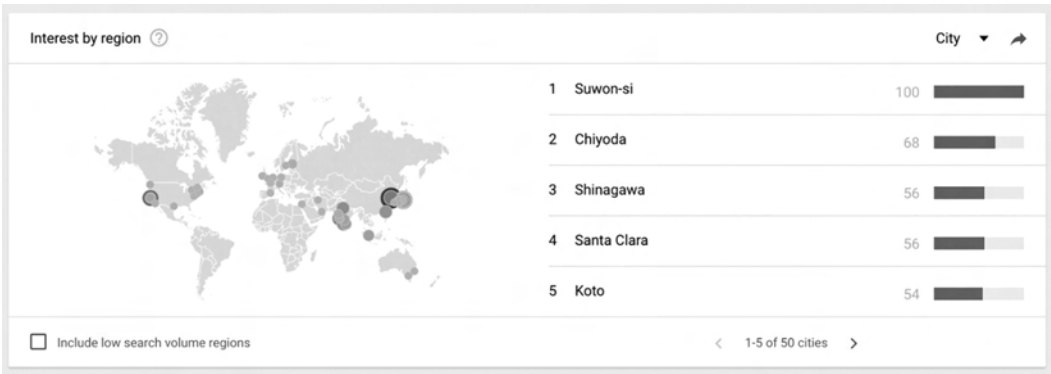 Interest by region ?
City
1 Suwon-si 100
2 Chiyoda 68
3 Shinagawa 56
4 Santa Clara 56
5 Koto 54
Include low search volume regions
1-5 of 50 cities